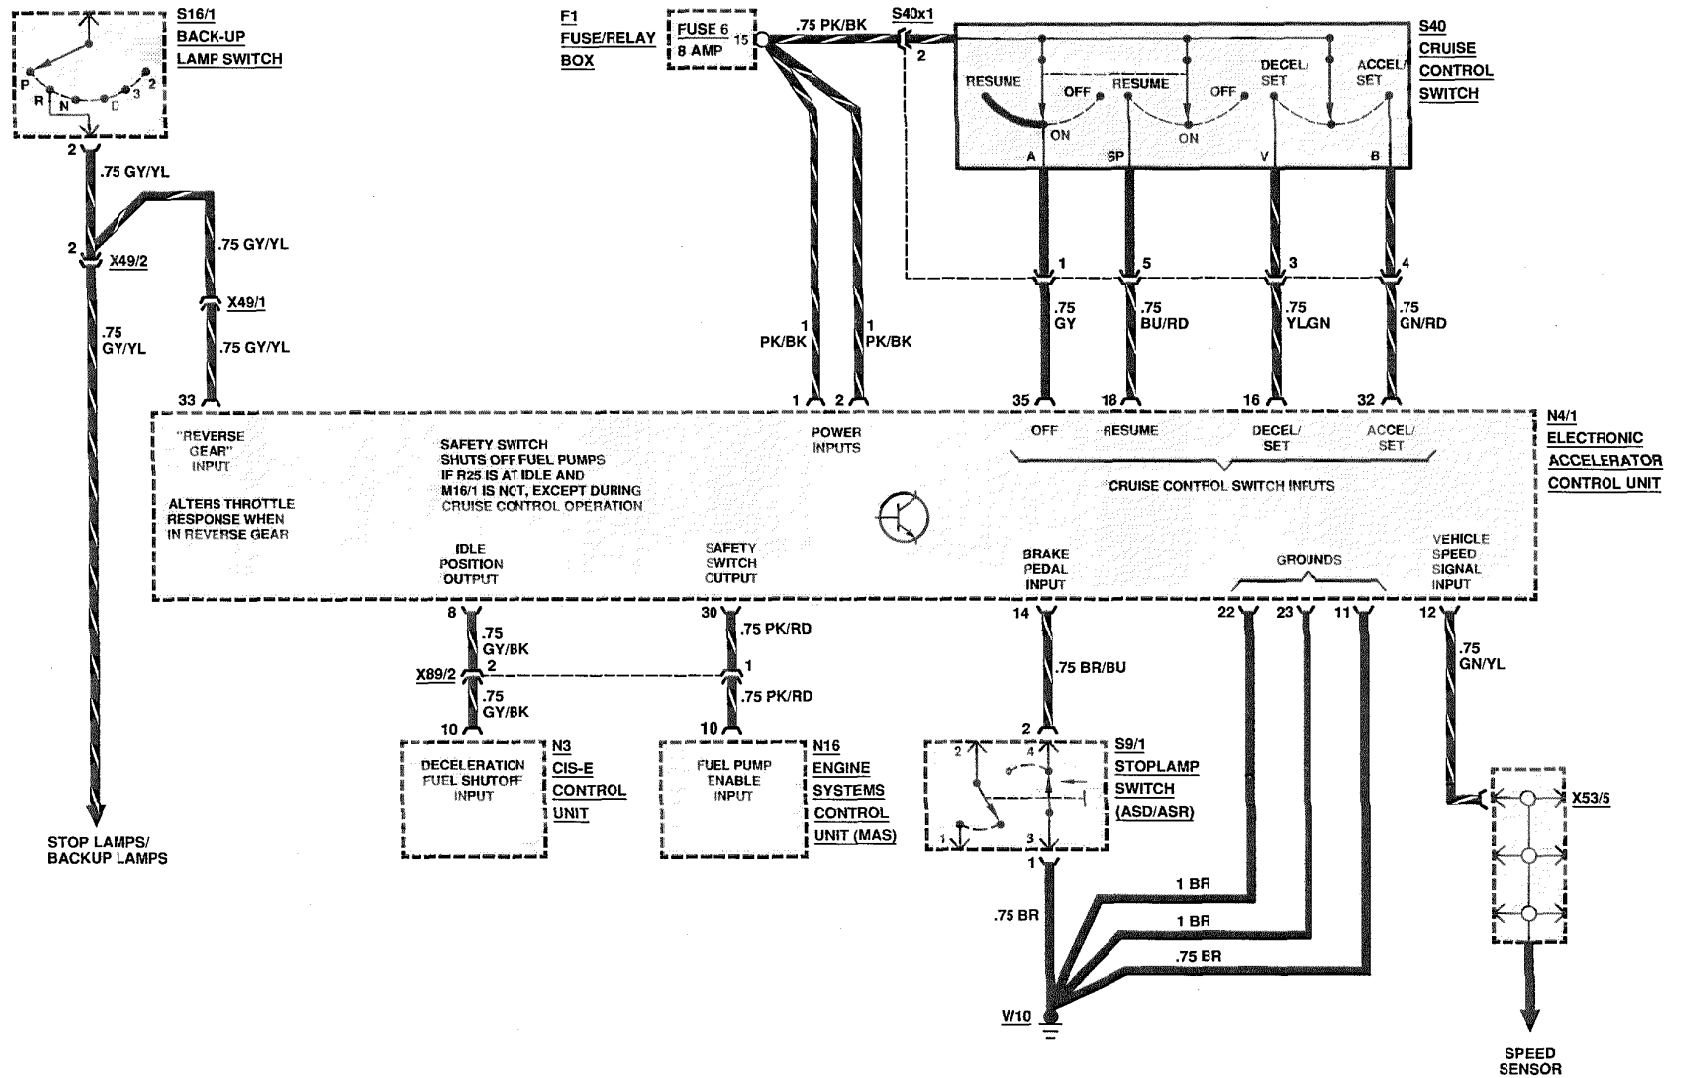 S16/1
BACK-UP
LAMP SWITCH
P
R
N
D
3
2
2
.75 GY/YL
2
X49/2
.75 GY/YL
X49/1
.75
GY/YL
.75 GY/YL
33
STOP LAMPS/
BACKUP LAMPS
F1
FUSE/RELAY
BOX
FUSE 6
8 AMP
15
.75 PK/BK
S40x1
2
S40
CRUISE
CONTROL
SWITCH
RESUME
OFF
ON
RESUME
OFF
ON
DECEL/
SET
ACCEL/
SET
A
SP
V
B
1
5
3
4
.75
GY
.75
BU/RD
.75
YL/GN
.75
GN/RD
1
PK/BK
1
PK/BK
1
2
35
18
16
32
N4/1
ELECTRONIC
ACCELERATOR
CONTROL UNIT
"REVERSE
GEAR"
INPUT
ALTERS THROTTLE
RESPONSE WHEN
IN REVERSE GEAR
SAFETY SWITCH
SHUTS OFF FUEL PUMPS
IF R25 IS AT IDLE AND
M16/1 IS NOT, EXCEPT DURING
CRUISE CONTROL OPERATION
POWER
INPUTS
OFF
RESUME
DECEL/
SET
ACCEL/
SET
CRUISE CONTROL SWITCH INPUTS
IDLE
POSITION
OUTPUT
SAFETY
SWITCH
OUTPUT
BRAKE
PEDAL
INPUT
GROUNDS
VEHICLE
SPEED
SIGNAL
INPUT
8
30
14
22
23
11
12
.75
GY/BK
.75 PK/RD
X89/2
2
1
.75
GY/BK
.75 PK/RD
10
10
N3
CIS-E
CONTROL
UNIT
DECELERATION
FUEL SHUTOFF
INPUT
N16
ENGINE
SYSTEMS
CONTROL
UNIT (MAS)
FUEL PUMP
ENABLE
INPUT
.75 BR/BU
2
2
4
1
3
1
S9/1
STOPLAMP
SWITCH
(ASD/ASR)
.75 BR
1 BR
1 BR
.75 BR
W10
.75
GN/YL
X53/5
SPEED
SENSOR